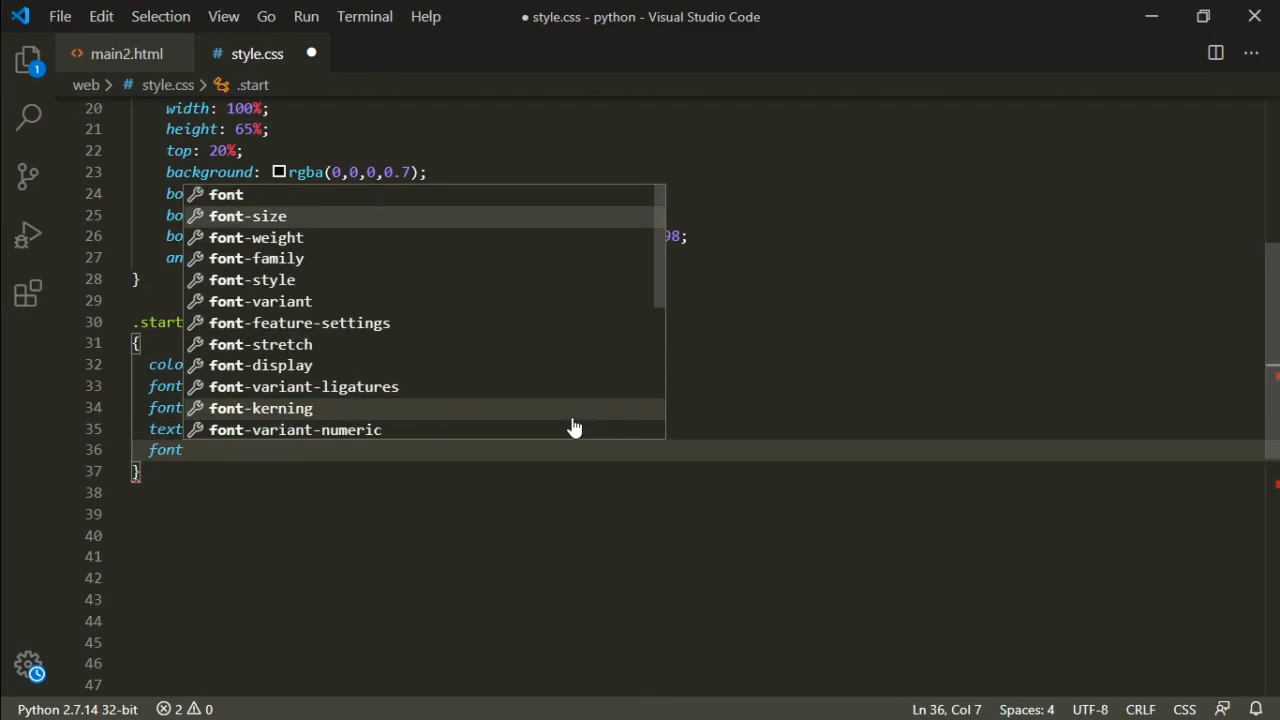 File Edit Selection View Go Run Terminal Help ● style.css - python - Visual Studio Code
<> main2.html # style.css ●
web > # style.css > .start
20 width: 100%;
21 height: 65%;
22 top: 20%;
23 background: rgba(0,0,0,0.7);
24 bo font
25 bo font-size
26 bo font-weight 98;
27 an font-family
28 } font-style
29 font-variant
30 .start font-feature-settings
31 { font-stretch
32 colo font-display
33 font font-variant-ligatures
34 font font-kerning
35 text font-variant-numeric
36 font
37 }
38
39
40
41
42
43
44
45
46
47
1
Python 2.7.14 32-bit 2 0 Ln 36, Col 7 Spaces: 4 UTF-8 CRLF CSS